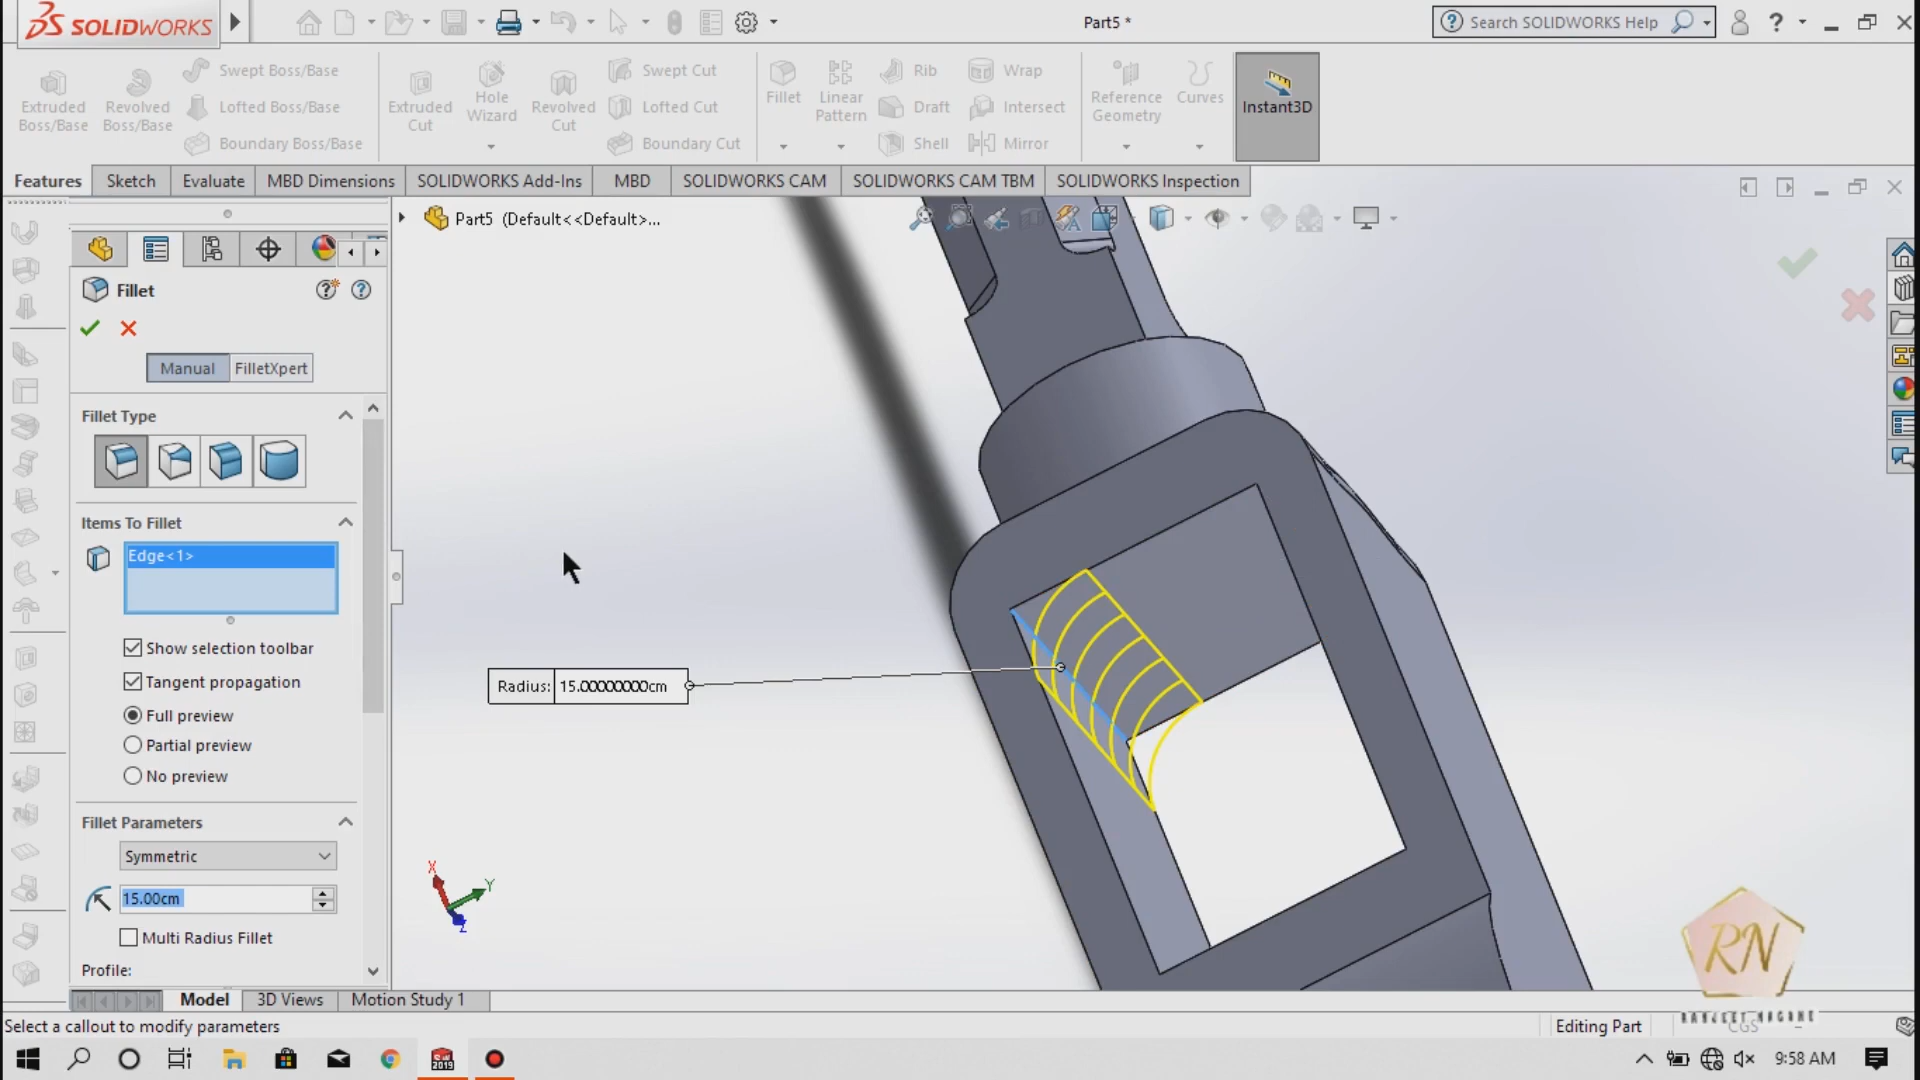 SOLIDWORKS
Part5 *
Search SOLIDWORKS Help
Extruded Boss/Base
Revolved Boss/Base
Swept Boss/Base
Lofted Boss/Base
Boundary Boss/Base
Extruded Cut
Hole Wizard
Revolved Cut
Swept Cut
Lofted Cut
Boundary Cut
Fillet
Linear Pattern
Rib
Draft
Shell
Wrap
Intersect
Mirror
Reference Geometry
Curves
Instant3D
Features
Sketch
Evaluate
MBD Dimensions
SOLIDWORKS Add-Ins
MBD
SOLIDWORKS CAM
SOLIDWORKS CAM TBM
SOLIDWORKS Inspection
Part5 (Default<<Default>...
Fillet
Manual
FilletXpert
Fillet Type
Items To Fillet
Edge<1>
Show selection toolbar
Tangent propagation
Full preview
Partial preview
No preview
Fillet Parameters
Symmetric
15.00cm
Multi Radius Fillet
Profile:
Radius: 15.00000000cm
X
Y
Z
RN
Model
3D Views
Motion Study 1
Select a callout to modify parameters
Editing Part
CGS
2019
9:58 AM